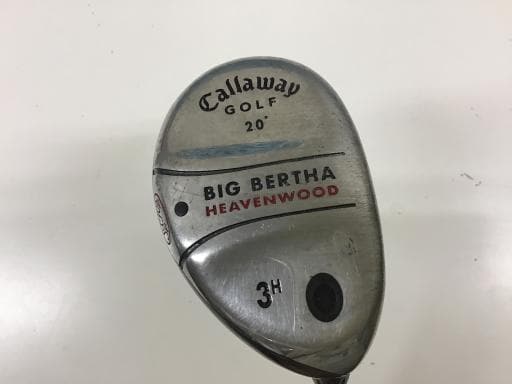 Callaway
GOLF
20°
BIG BERTHA
HEAVENWOOD
3H